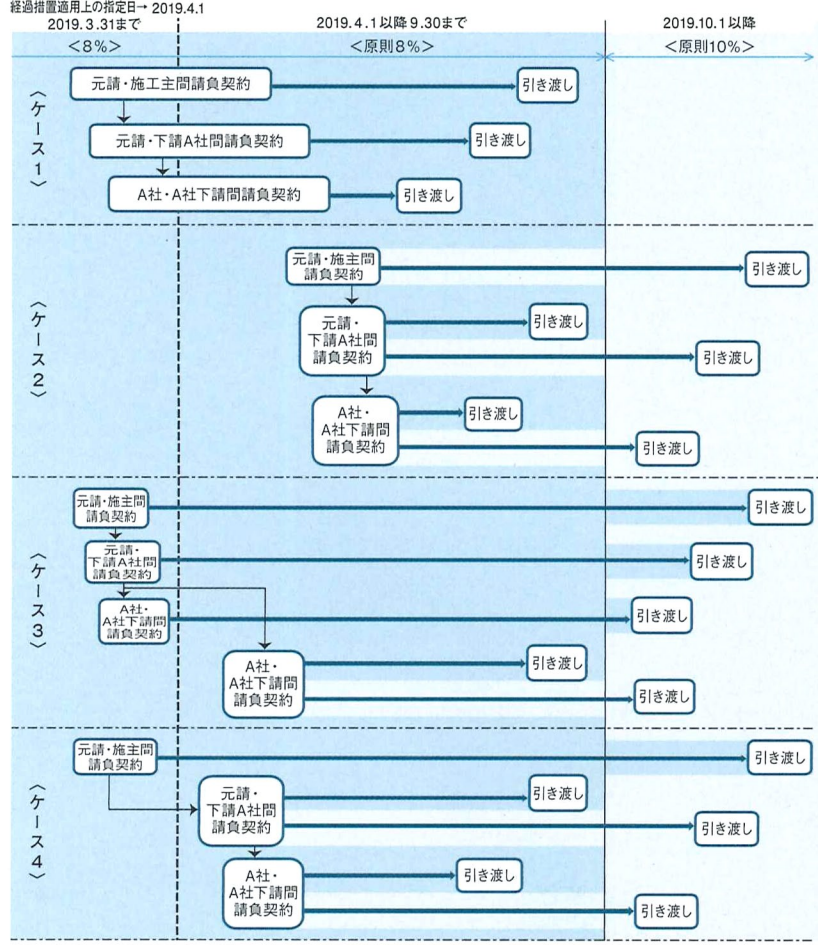 経過措置適用上の指定日→ 2019.4.1
2019.3.31まで
2019.4.1以降9.30まで
2019.10.1以降
<8%>
<原則8%>
<原則10%>
〈ケース1〉
元請・施工主間請負契約
引き渡し
元請・下請A社間請負契約
引き渡し
A社・A社下請間請負契約
引き渡し
〈ケース2〉
元請・施主間
請負契約
引き渡し
元請・
下請A社間
請負契約
引き渡し
引き渡し
A社・
A社下請間
請負契約
引き渡し
引き渡し
〈ケース3〉
元請・施主間
請負契約
引き渡し
元請・
下請A社間
請負契約
引き渡し
A社・
A社下請間
請負契約
引き渡し
A社・
A社下請間
請負契約
引き渡し
引き渡し
〈ケース4〉
元請・施主間
請負契約
引き渡し
元請・
下請A社間
請負契約
引き渡し
引き渡し
A社・
A社下請間
請負契約
引き渡し
引き渡し